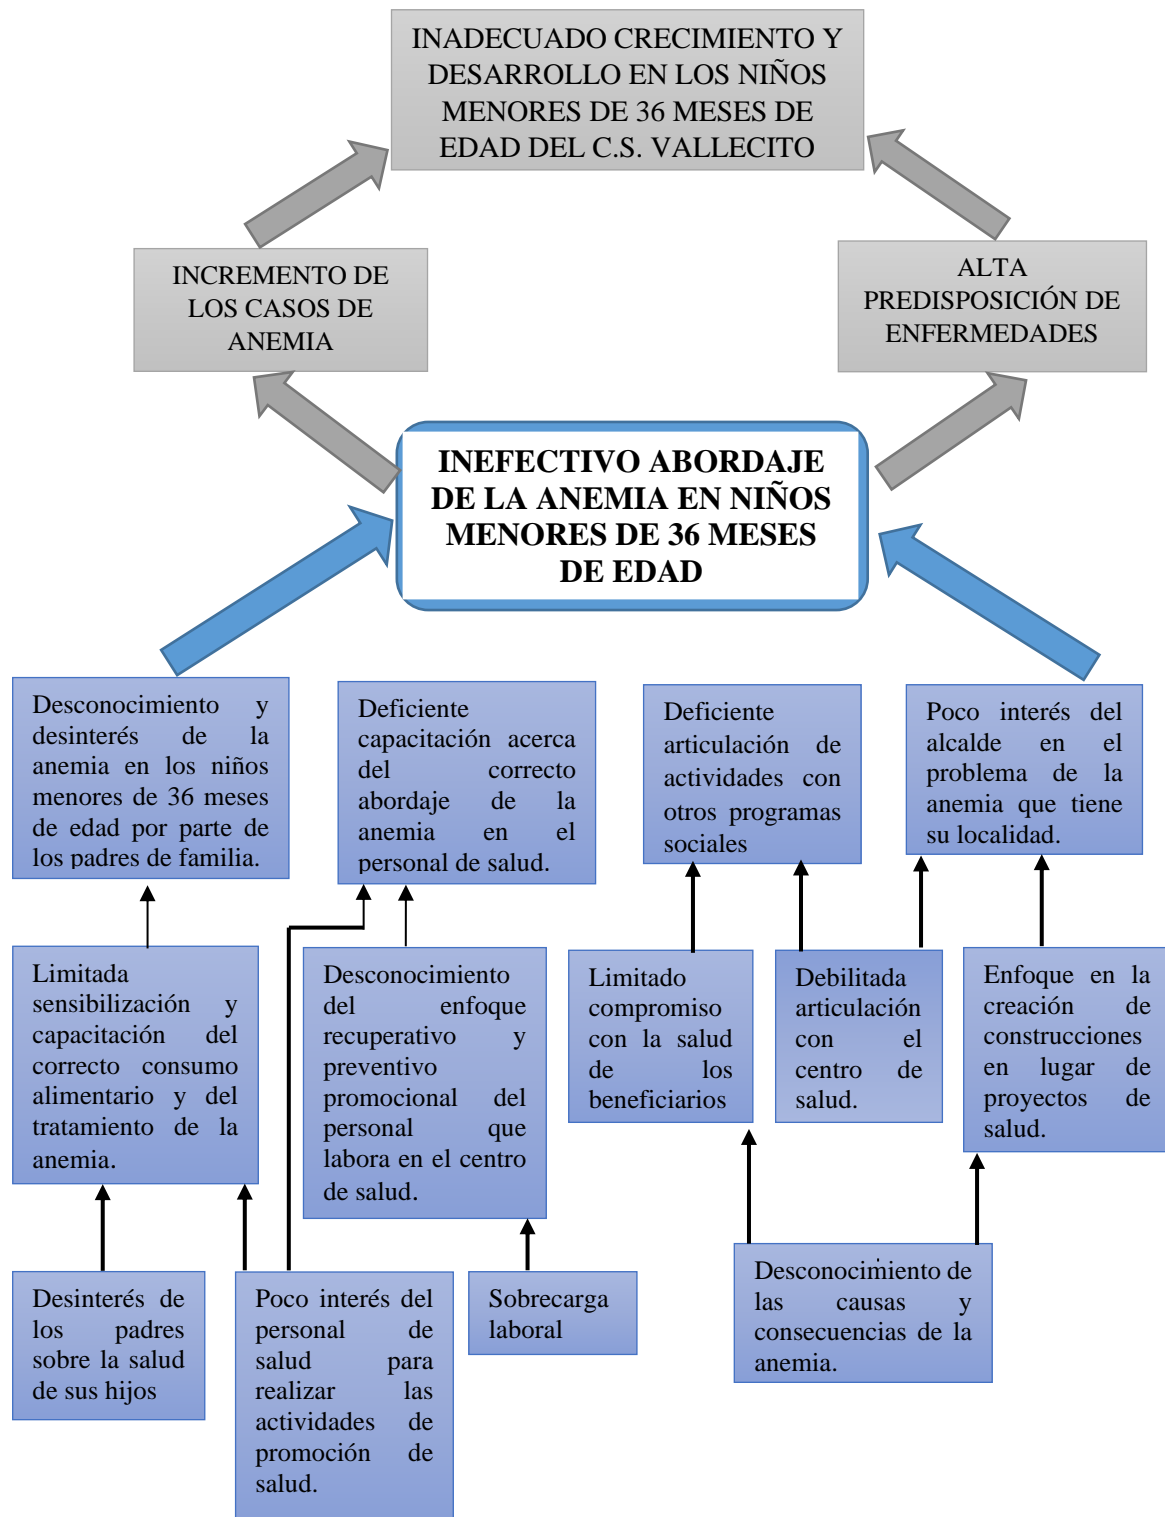 INADECUADO CRECIMIENTO Y
DESARROLLO EN LOS NIÑOS
MENORES DE 36 MESES DE
EDAD DEL C.S. VALLECITO
INCREMENTO DE
LOS CASOS DE
ANEMIA
ALTA
PREDISPOSICIÓN DE
ENFERMEDADES
INEFECTIVO ABORDAJE
DE LA ANEMIA EN NIÑOS
MENORES DE 36 MESES
DE EDAD
Desconocimiento y
desinterés de la
anemia en los niños
menores de 36 meses
de edad por parte de
los padres de familia.
Deficiente
capacitación acerca
del correcto
abordaje de la
anemia en el
personal de salud.
Deficiente
articulación de
actividades con
otros programas
sociales
Poco interés del
alcalde en el
problema de la
anemia que tiene
su localidad.
Limitada
sensibilización y
capacitación del
correcto consumo
alimentario y del
tratamiento de la
anemia.
Desconocimiento
del enfoque
recuperativo y
preventivo
promocional del
personal que
labora en el centro
de salud.
Limitado
compromiso
con la salud
de los
beneficiarios
Debilitada
articulación
con el
centro de
salud.
Enfoque en la
creación de
construcciones
en lugar de
proyectos de
salud.
Desinterés de
los padres
sobre la salud
de sus hijos
Poco interés del
personal de
salud para
realizar las
actividades de
promoción de
salud.
Sobrecarga
laboral
Desconocimiento de
las causas y
consecuencias de la
anemia.